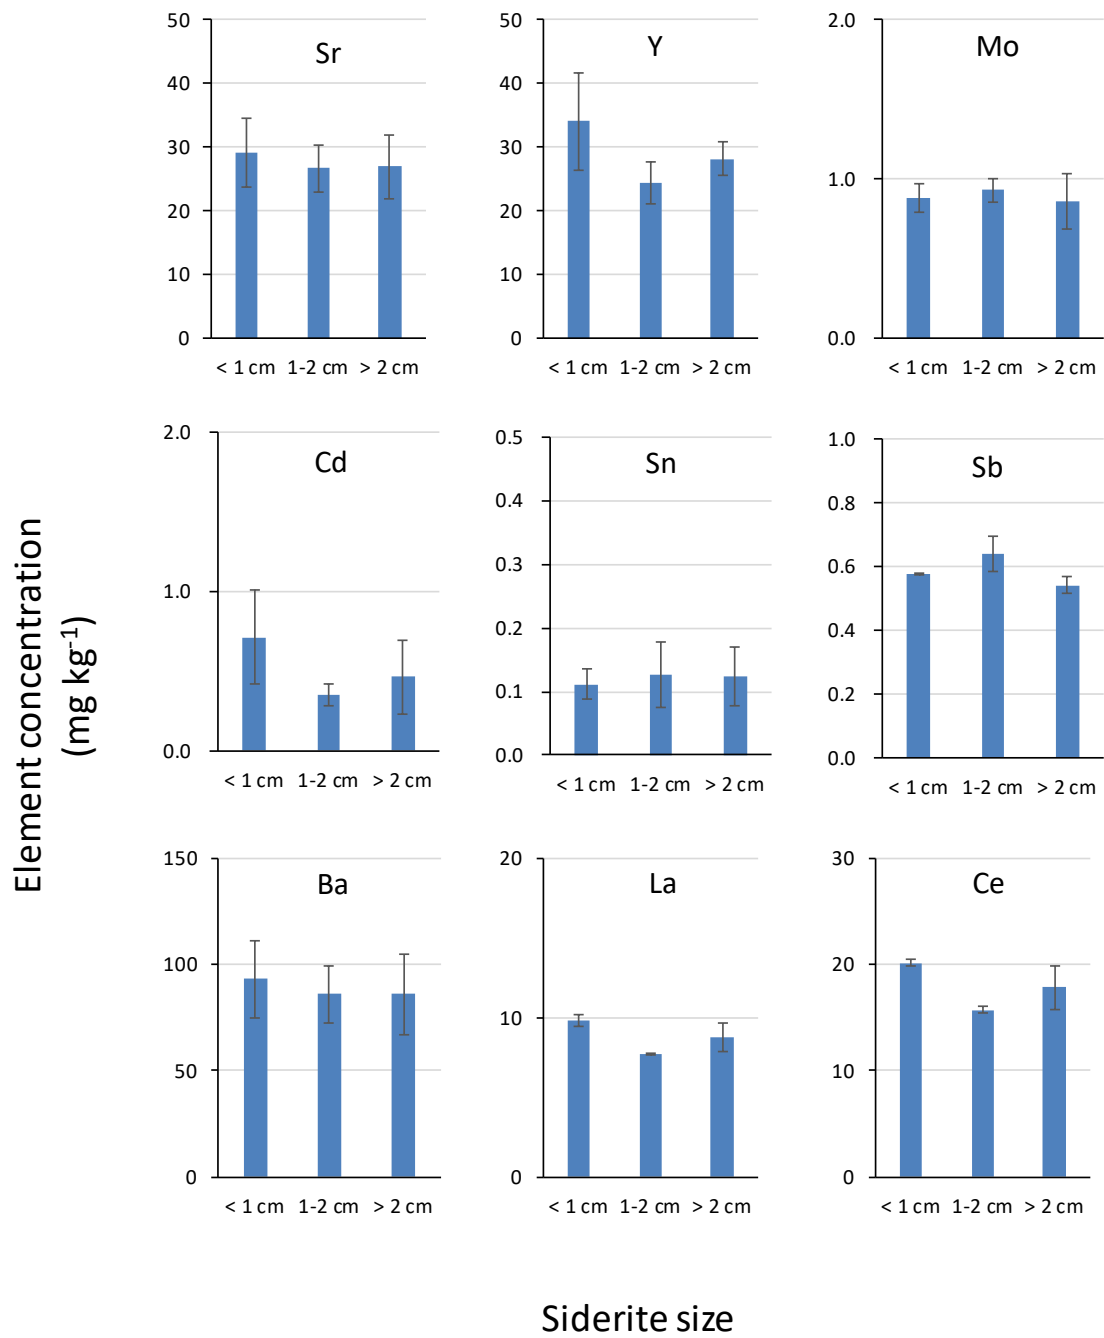 Sr
50
40
30
20
10
0
< 1 cm 1-2 cm > 2 cm
Y
50
40
30
20
10
0
< 1 cm 1-2 cm > 2 cm
Mo
2.0
1.0
0.0
< 1 cm 1-2 cm > 2 cm
Cd
2.0
1.0
0.0
< 1 cm 1-2 cm > 2 cm
Sn
0.5
0.4
0.3
0.2
0.1
0.0
< 1 cm 1-2 cm > 2 cm
Sb
1.0
0.8
0.6
0.4
0.2
0.0
< 1 cm 1-2 cm > 2 cm
Ba
150
100
50
0
< 1 cm 1-2 cm > 2 cm
La
20
10
0
< 1 cm 1-2 cm > 2 cm
Ce
30
20
10
0
< 1 cm 1-2 cm > 2 cm
Element concentration
(mg kg⁻¹)
Siderite size